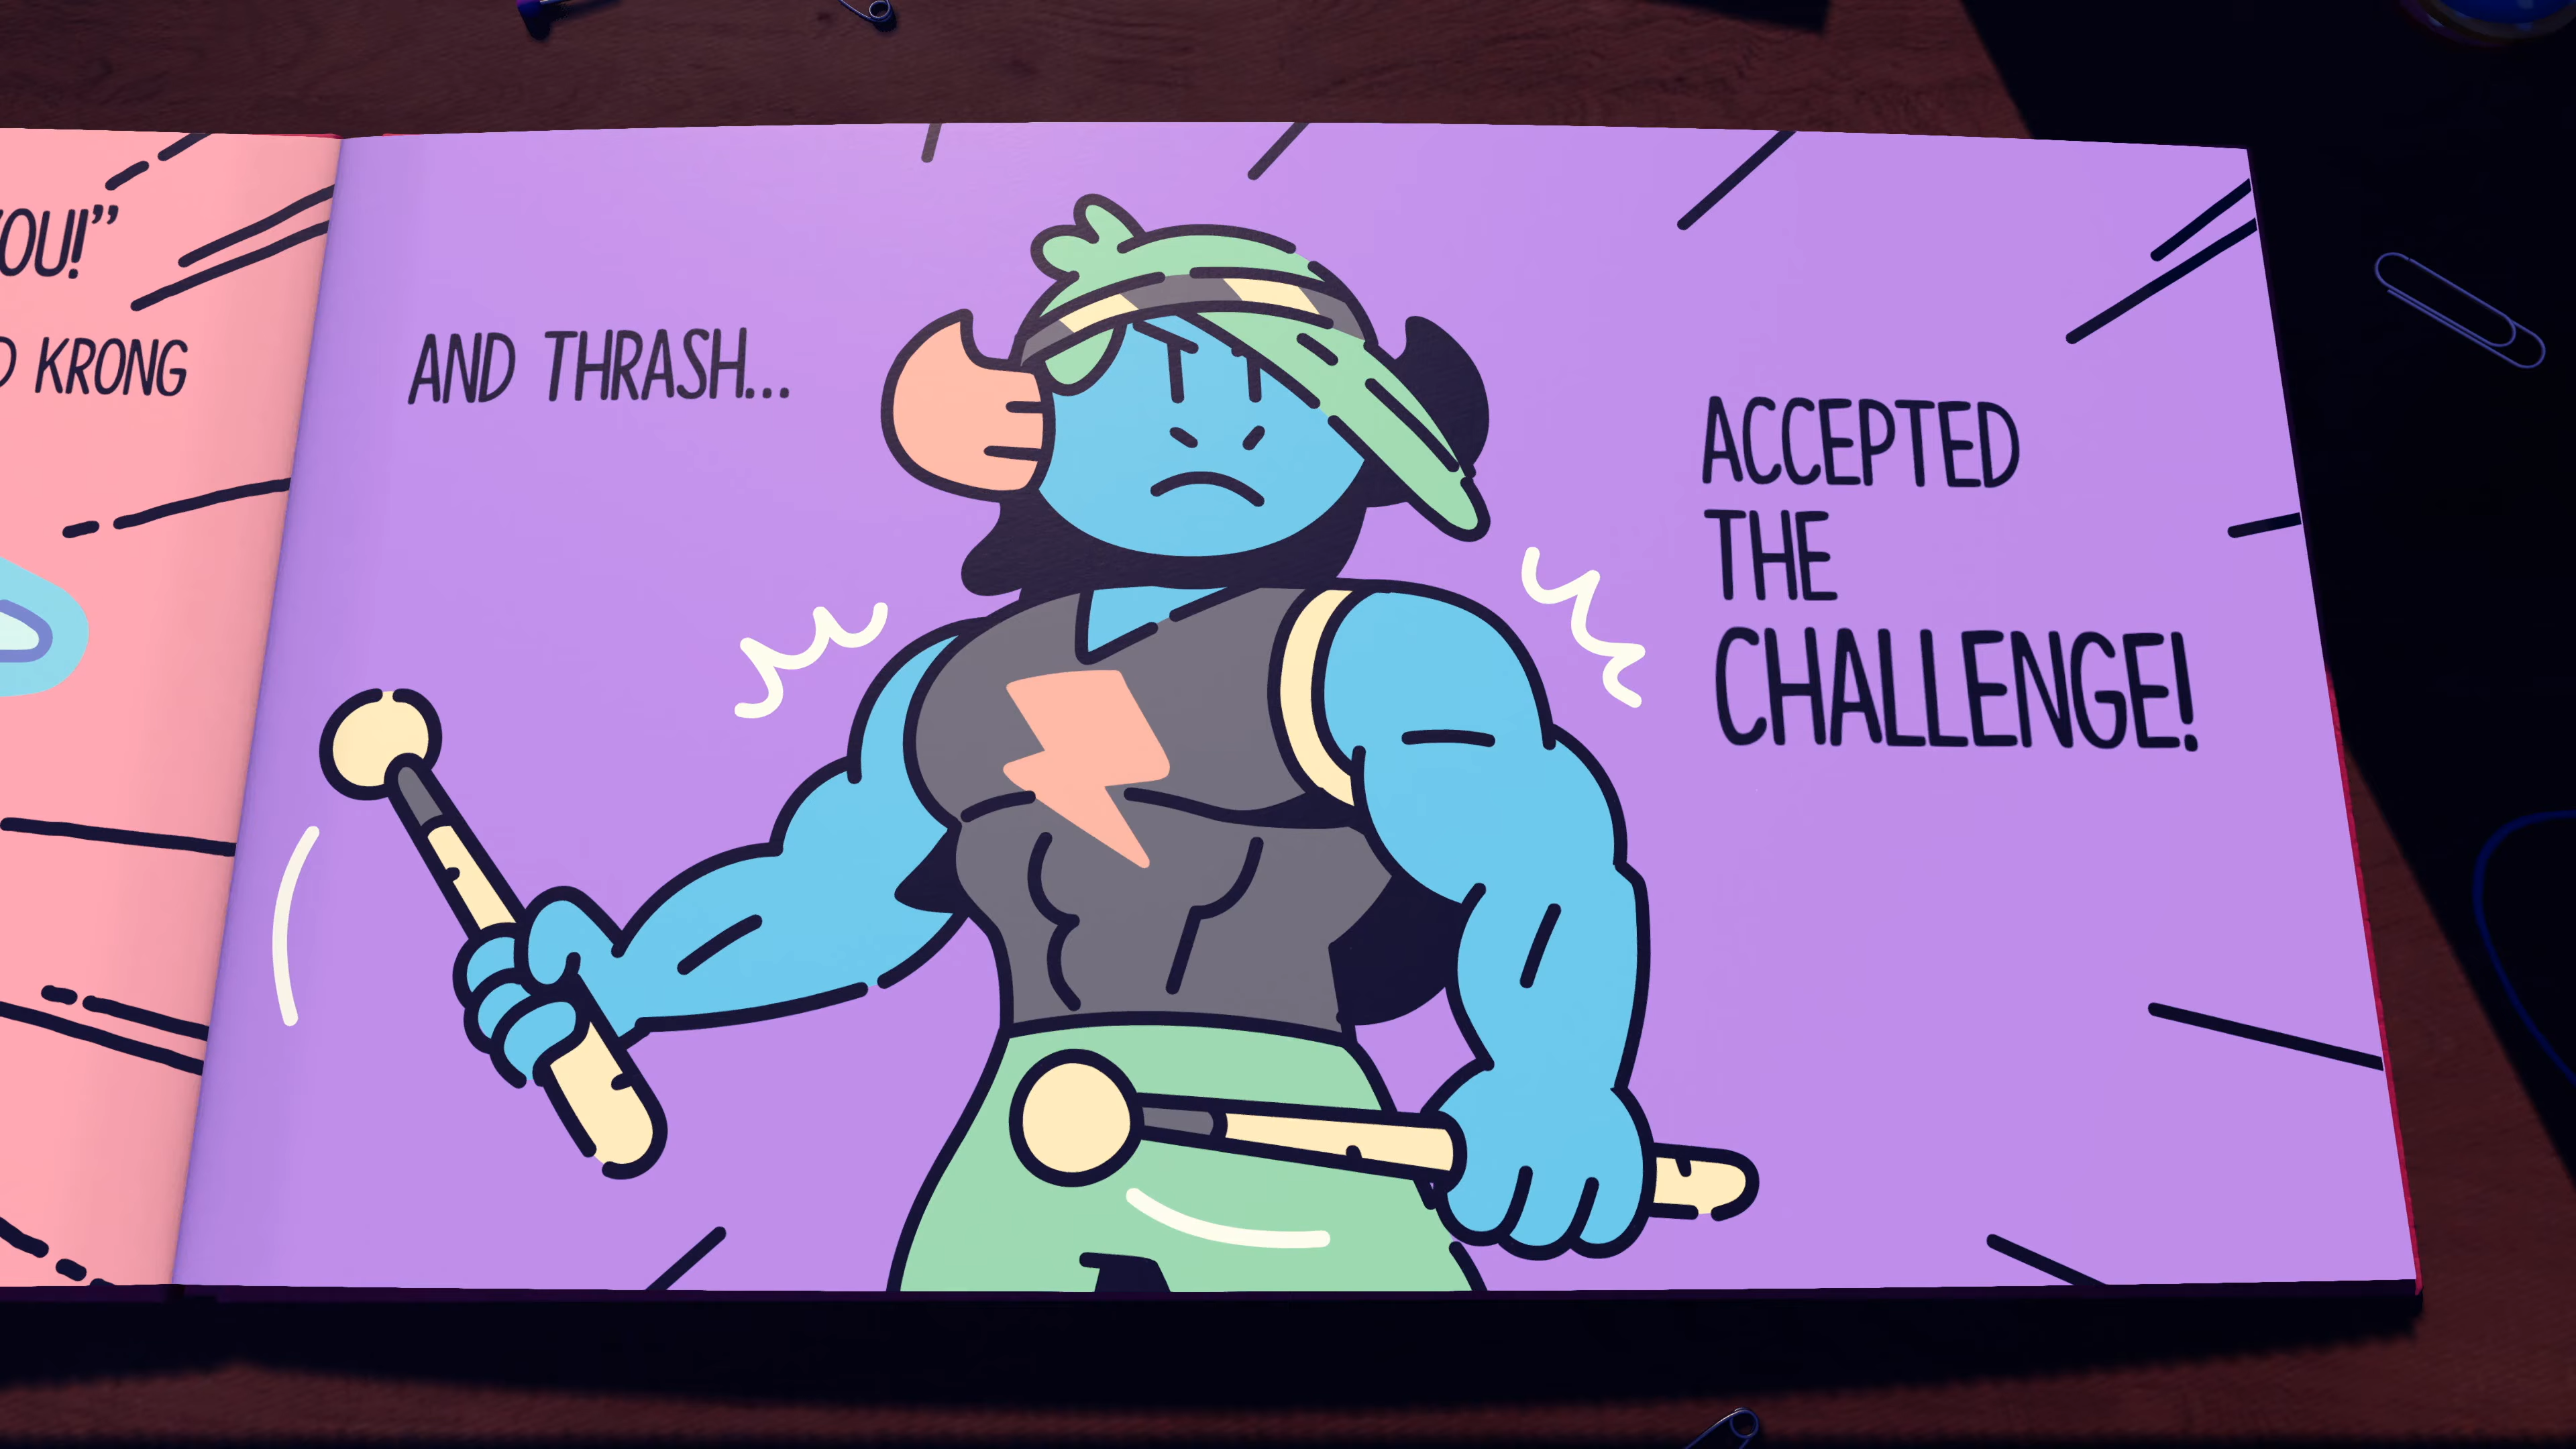 OU!!”
KRONG
AND THRASH...
ACCEPTED
THE
CHALLENGE!